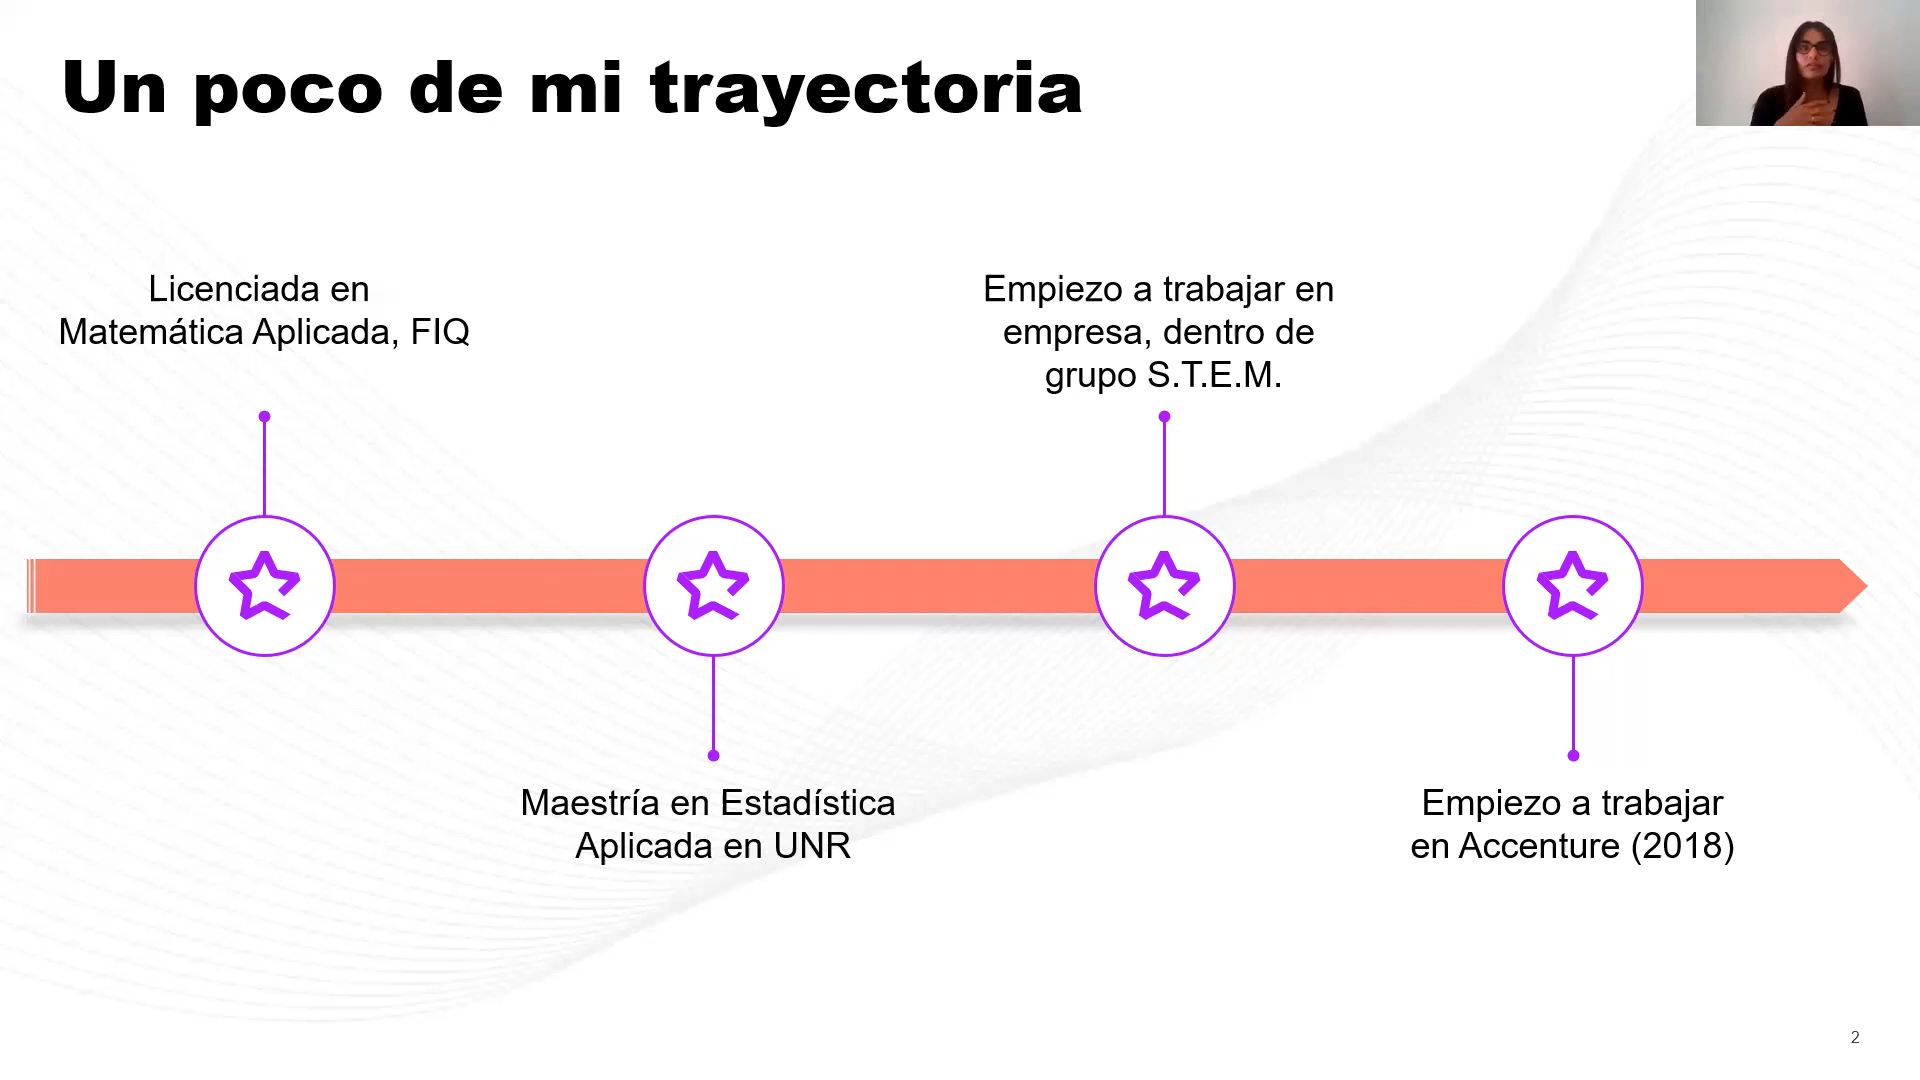 Un poco de mi trayectoria
Licenciada en
Matemática Aplicada, FIQ
Maestría en Estadística
Aplicada en UNR
Empiezo a trabajar en
empresa, dentro de
grupo S.T.E.M.
Empiezo a trabajar
en Accenture (2018)
2